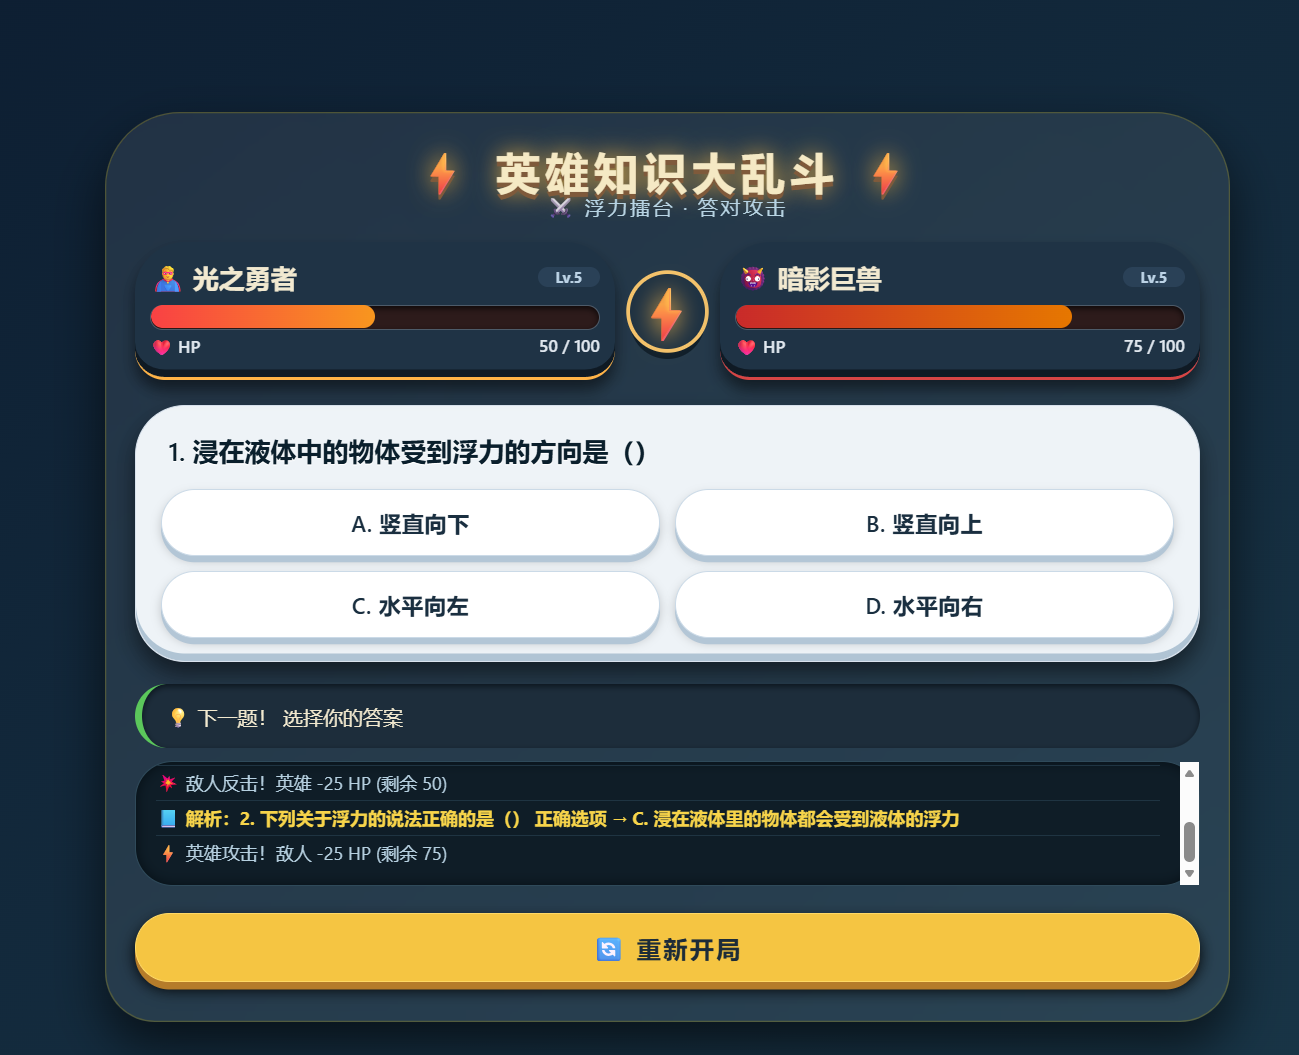 英雄知识大乱斗
浮力擂台 · 答对攻击
光之勇者 Lv.5
HP 50 / 100
暗影巨兽 Lv.5
HP 75 / 100
1. 浸在液体中的物体受到浮力的方向是（）
A. 竖直向下
B. 竖直向上
C. 水平向左
D. 水平向右
下一题！ 选择你的答案
敌人反击！英雄 -25 HP (剩余 50)
解析：2. 下列关于浮力的说法正确的是（） 正确选项 → C. 浸在液体里的物体都会受到液体的浮力
英雄攻击！敌人 -25 HP (剩余 75)
重新开局